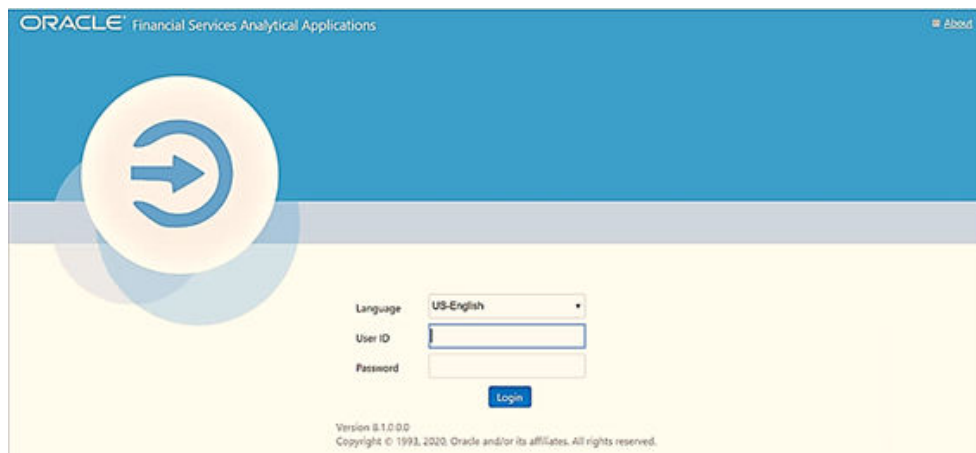 ORACLE® Financial Services Analytical Applications
About
Language US-English
User ID
Password
Login
Version 8.1.0.0.0
Copyright © 1993, 2020, Oracle and/or its affiliates. All rights reserved.